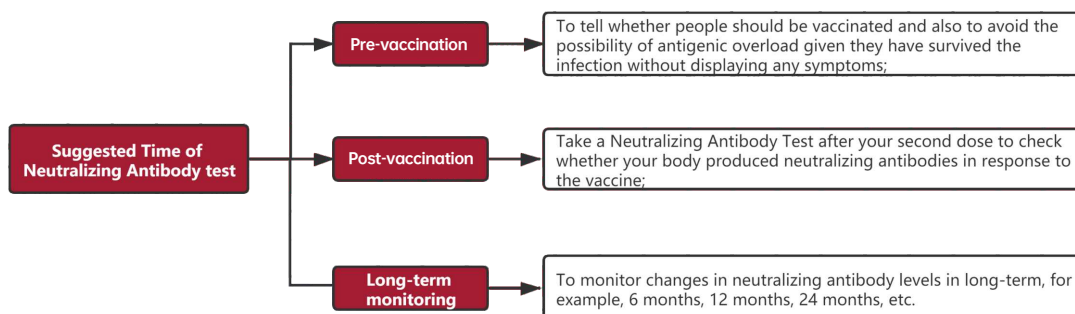 Suggested Time of
Neutralizing Antibody test
Pre-vaccination
To tell whether people should be vaccinated and also to avoid the
possibility of antigenic overload given they have survived the
infection without displaying any symptoms;
Post-vaccination
Take a Neutralizing Antibody Test after your second dose to check
whether your body produced neutralizing antibodies in response to
the vaccine;
Long-term
monitoring
To monitor changes in neutralizing antibody levels in long-term, for
example, 6 months, 12 months, 24 months, etc.